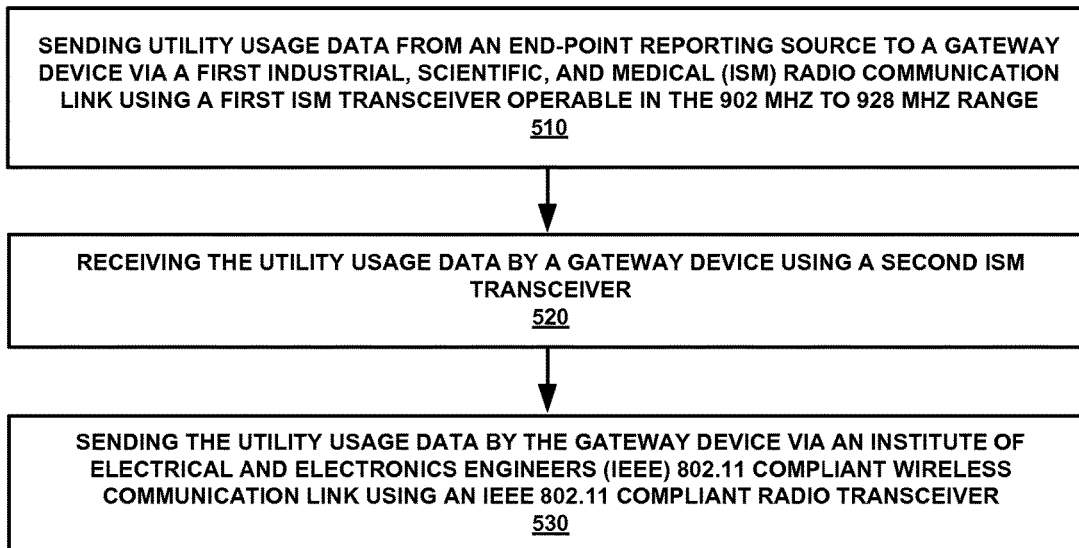 SENDING UTILITY USAGE DATA FROM AN END-POINT REPORTING SOURCE TO A GATEWAY
DEVICE VIA A FIRST INDUSTRIAL, SCIENTIFIC, AND MEDICAL (ISM) RADIO COMMUNICATION
LINK USING A FIRST ISM TRANSCEIVER OPERABLE IN THE 902 MHZ TO 928 MHZ RANGE
510
RECEIVING THE UTILITY USAGE DATA BY A GATEWAY DEVICE USING A SECOND ISM
TRANSCEIVER
520
SENDING THE UTILITY USAGE DATA BY THE GATEWAY DEVICE VIA AN INSTITUTE OF
ELECTRICAL AND ELECTRONICS ENGINEERS (IEEE) 802.11 COMPLIANT WIRELESS
COMMUNICATION LINK USING AN IEEE 802.11 COMPLIANT RADIO TRANSCEIVER
530